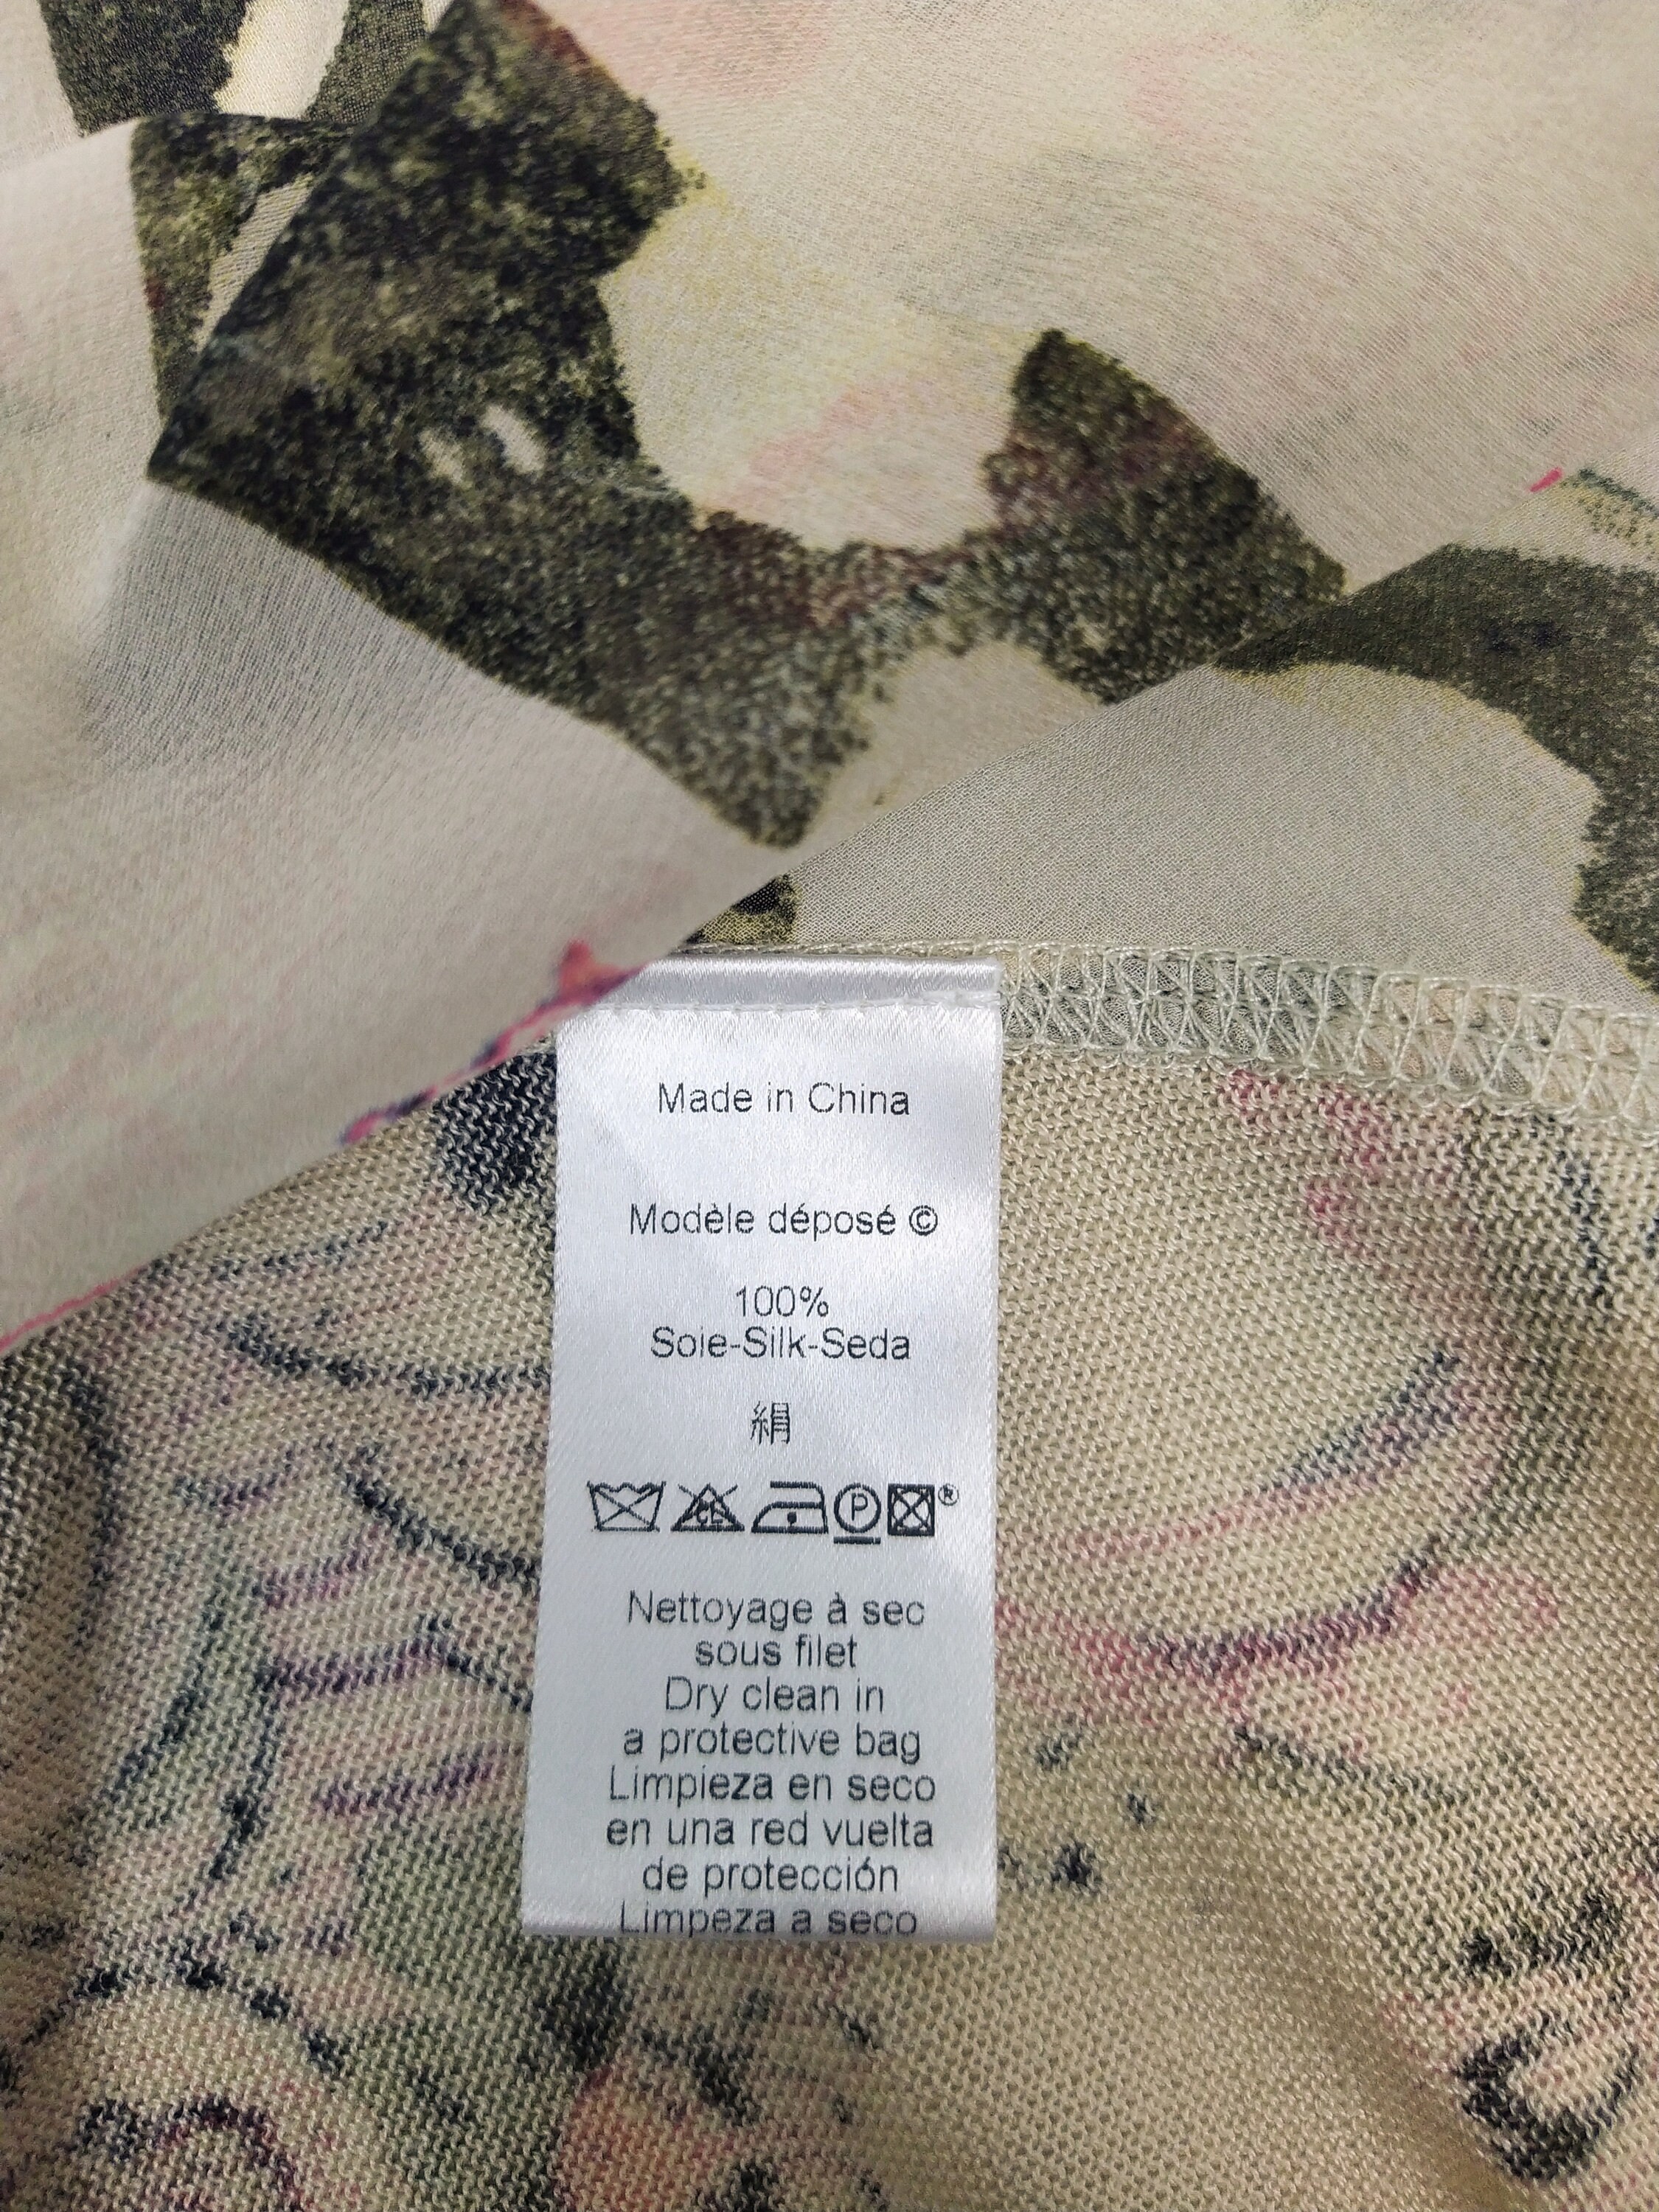 Made in China
Modèle déposé ©
100%
Soie-Silk-Seda
絹
CL P ®
Nettoyage à sec
sous filet
Dry clean in
a protective bag
Limpieza en seco
en una red vuelta
de protección
Limpeza a seco